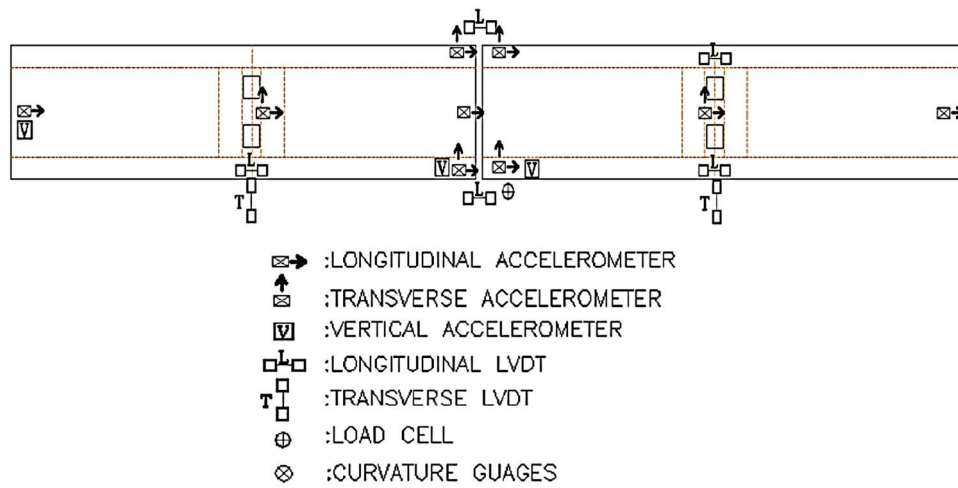 L
L
V
L
V
V
L
L
T
L
T
:LONGITUDINAL ACCELEROMETER
:TRANSVERSE ACCELEROMETER
V :VERTICAL ACCELEROMETER
L :LONGITUDINAL LVDT
T :TRANSVERSE LVDT
:LOAD CELL
:CURVATURE GUAGES